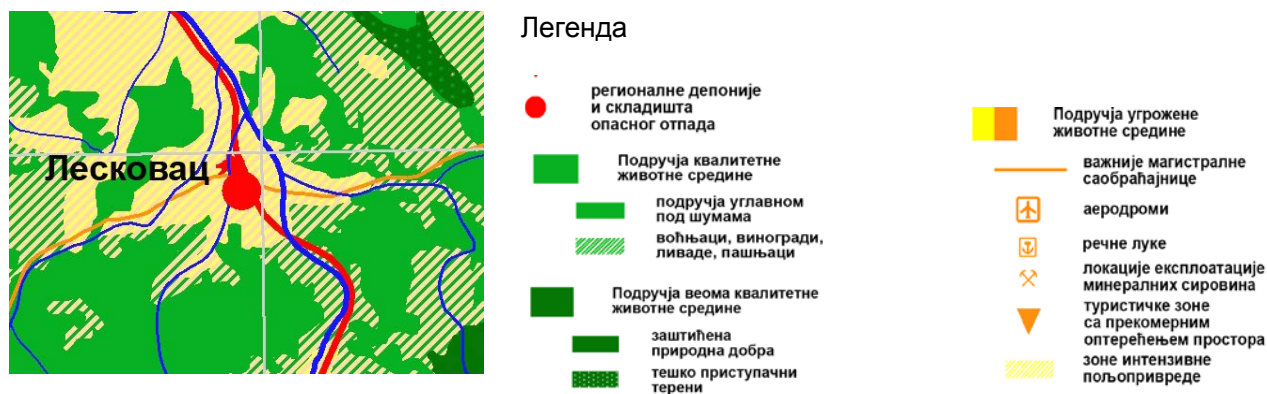 Лесковац
Легенда
регионалне депоније
и складишта
опасног отпада
Подручја квалитетне
животне средине
подручја углавном
под шумама
воћњаци, виногради,
ливаде, пашњаци
Подручја веома квалитетне
животне средине
заштићена
природна добра
тешко приступачни
терени
Подручја угрожене
животне средине
важније магистралне
саобраћајнице
аеродроми
речне луке
локације експлоатације
минералних сировина
туристичке зоне
са прекомерним
оптерећењем простора
зоне интензивне
пољопривреде